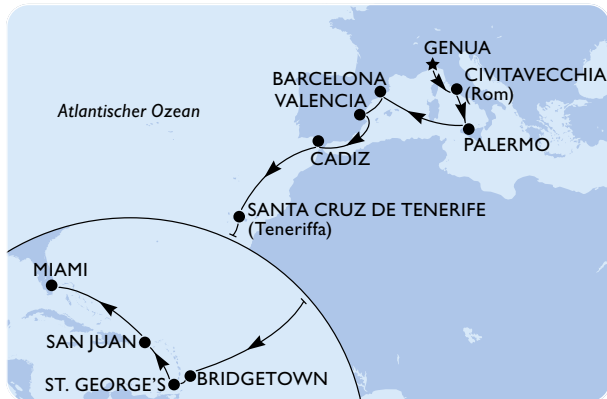 GENUA
CIVITAVECCHIA
(Rom)
BARCELONA
VALENCIA
Atlantischer Ozean
PALERMO
CADIZ
SANTA CRUZ DE TENERIFE
(Teneriffa)
MIAMI
SAN JUAN
ST. GEORGE'S
BRIDGETOWN